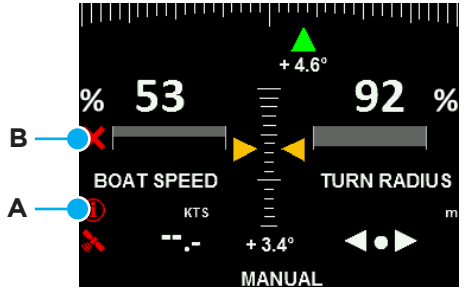 + 4.6°
% 53 92 %
B
BOAT SPEED TURN RADIUS
A
KTS m
--.- + 3.4°
MANUAL